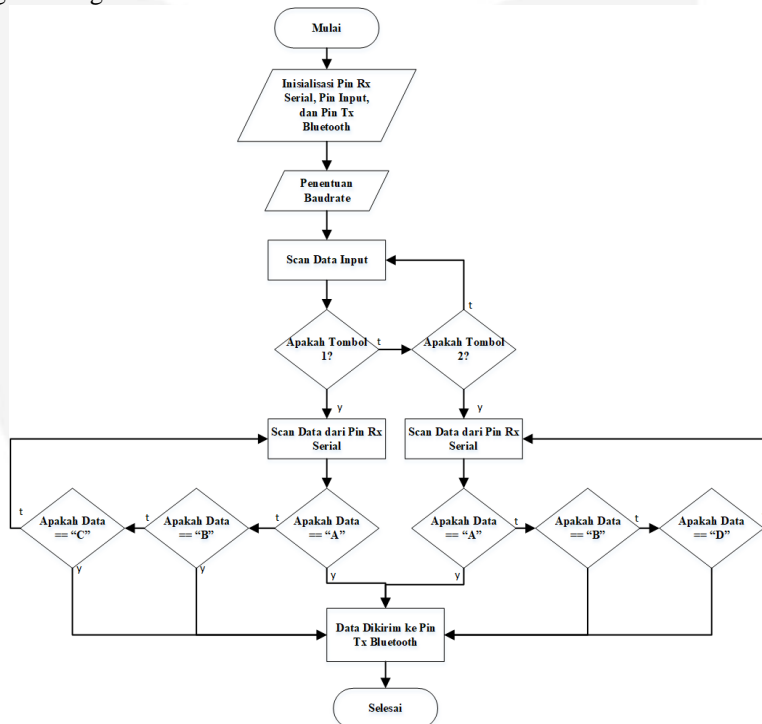 Mulai
Inisialisasi Pin Rx
Serial, Pin Input,
dan Pin Tx
Bluetooth
Penentuan
Baudrate
Scan Data Input
t
Apakah Tombol
1?
t
Apakah Tombol
2?
y
y
Scan Data dari Pin Rx
Serial
Scan Data dari Pin Rx
Serial
t
Apakah Data
== “C”
t
Apakah Data
== “B”
t
Apakah Data
== “A”
Apakah Data
== “A”
t
Apakah Data
== “B”
t
Apakah Data
== “D”
y
y
y
y
Data Dikirim ke Pin
Tx Bluetooth
Selesai